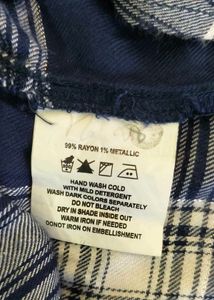 99% RAYON 1% METALLIC
HAND WASH COLD
WITH MILD DETERGENT
WASH DARK COLORS SEPARATELY
DO NOT BLEACH
DRY IN SHADE INSIDE OUT
WARM IRON IF NEEDED
DONOT IRON ON EMBELLISHMENT